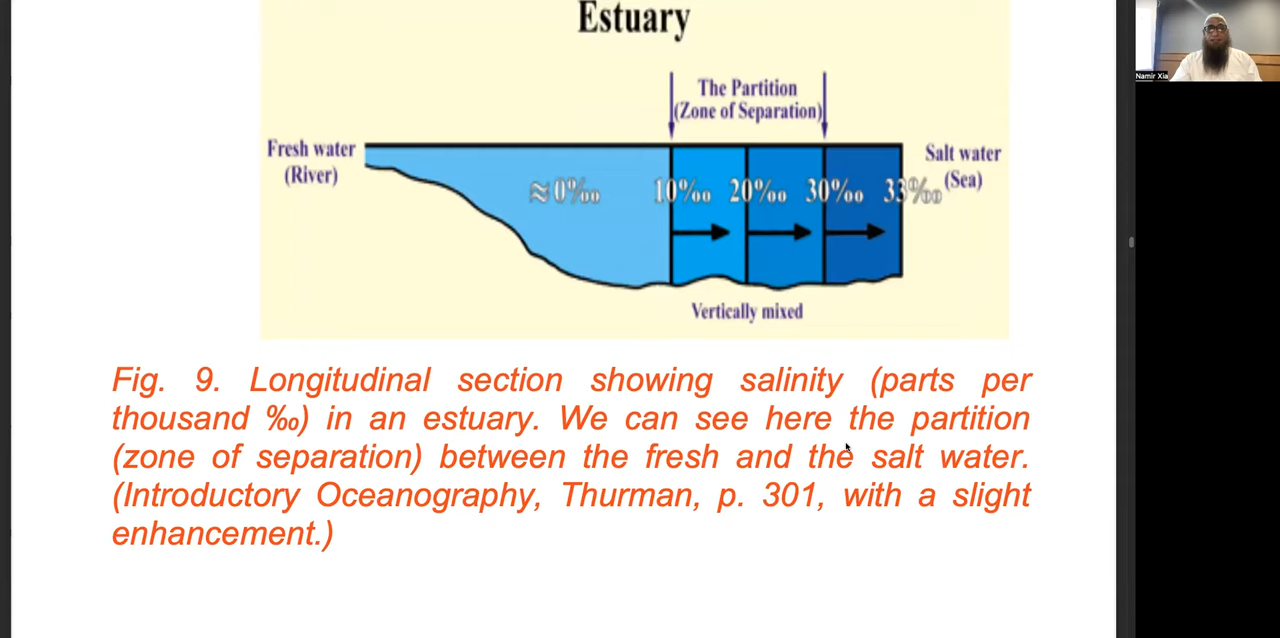 Estuary
The Partition
(Zone of Separation)
Fresh water
(River)
Salt water
(Sea)
≈0‰
10‰
20‰
30‰
33‰
Vertically mixed
Fig. 9. Longitudinal section showing salinity (parts per
thousand ‰) in an estuary. We can see here the partition
(zone of separation) between the fresh and the salt water.
(Introductory Oceanography, Thurman, p. 301, with a slight
enhancement.)
Namir Xia